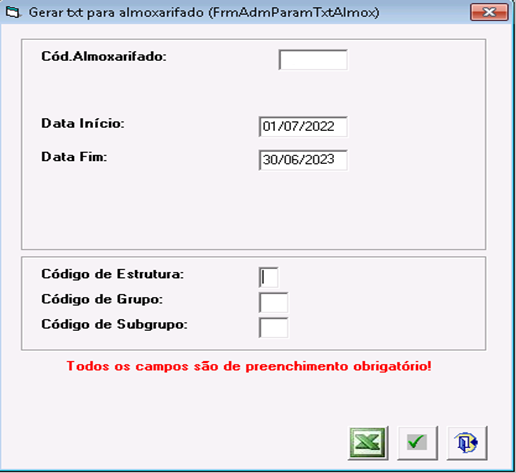 Gerar txt para almoxarifado (FrmAdmParamTxtAlmox)
Cód.Almoxarifado:
Data Início: 01/07/2022
Data Fim: 30/06/2023
Código de Estrutura:
Código de Grupo:
Código de Subgrupo:
Todos os campos são de preenchimento obrigatório!